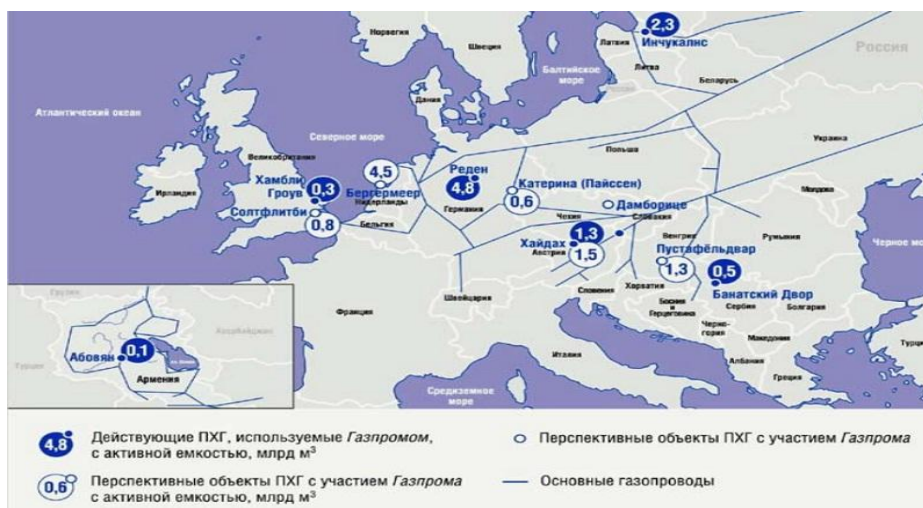 Норвегия
Швеция
2,3
Инчукалнс
Латвия
Россия
Литва
Балтийское
море
Беларусь
Россия
Дания
Атлантический океан
Северное море
Великобритания
Ирландия
Хамбли
Гроув
0,3
4,5
Бергермеер
Нидерланды
Реден
4,8
Германия
Польша
Украина
Катерина (Пайссен)
0,6
Дамборице
Солтфлитби
0,8
Бельгия
Чехия
Словакия
Молдова
Хайдах
1,3
Австрия
1,5
Венгрия
Пустафёльдвар
1,3
0,5
Банатский Двор
Румыния
Черное мо
Швейцария
Словения
Хорватия
Босния
и
Герцеговина
Сербия
Болгария
Черно-
гория
Македония
Албания
Греция
Турц
Франция
Италия
Средиземное
море
Грузия
Азербайджан
Турция
Абовян
0,1
Армения
4,8
Действующие ПХГ, используемые Газпромом,
с активной емкостью, млрд м³
Перспективные объекты ПХГ с участием Газпрома
0,6
Перспективные объекты ПХГ с участием Газпрома
с активной емкостью, млрд м³
Основные газопроводы